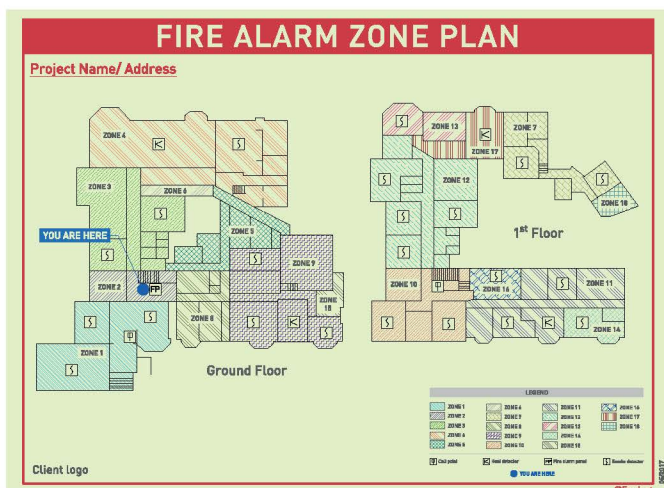 FIRE ALARM ZONE PLAN
Project Name/ Address
ZONE 4
ZONE 3
ZONE 6
ZONE 5
YOU ARE HERE
ZONE 2
FP
ZONE 9
ZONE 8
ZONE 1
Ground Floor
ZONE 13
ZONE 17
ZONE 7
ZONE 12
ZONE 18
1st Floor
ZONE 10
ZONE 16
ZONE 11
ZONE 14
LEGEND
ZONE 1
ZONE 2
ZONE 3
ZONE 4
ZONE 5
ZONE 6
ZONE 7
ZONE 8
ZONE 9
ZONE 10
ZONE 11
ZONE 12
ZONE 13
ZONE 14
ZONE 15
ZONE 16
ZONE 17
ZONE 18
Call point
Heat detector
FP Fire alarm panel
S Smoke detector
YOU ARE HERE
Client logo